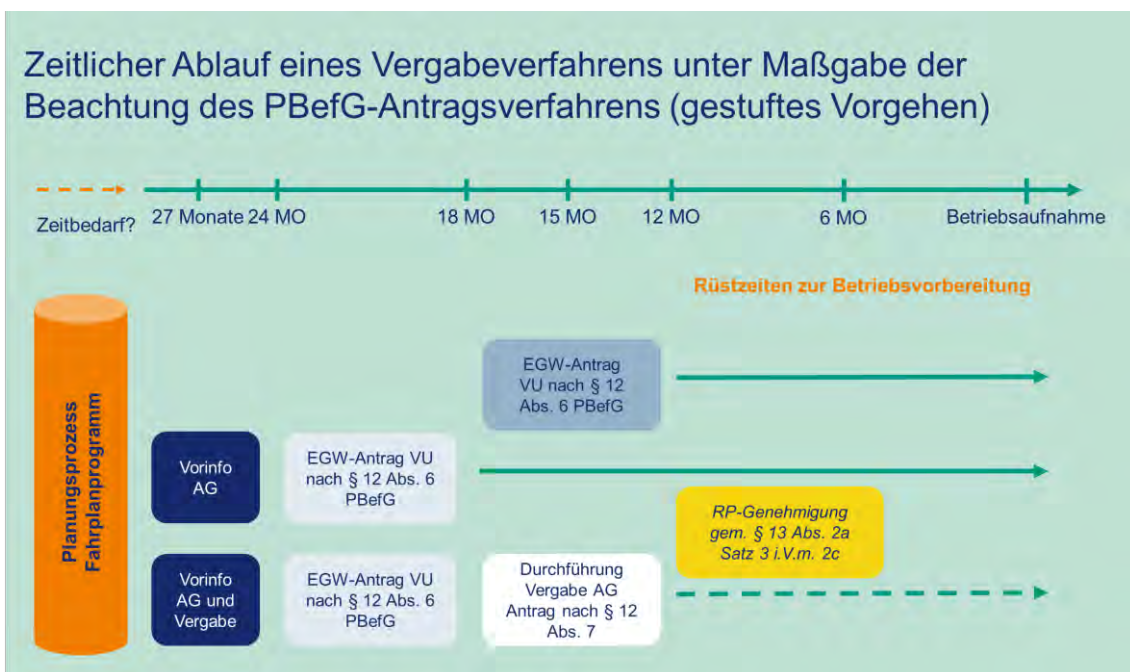 Zeitlicher Ablauf eines Vergabeverfahrens unter Maßgabe der
Beachtung des PBefG-Antragsverfahrens (gestuftes Vorgehen)
Zeitbedarf?
27 Monate
24 MO
18 MO
15 MO
12 MO
6 MO
Betriebsaufnahme
Rüstzeiten zur Betriebsvorbereitung
Planungsprozess
Fahrplanprogramm
EGW-Antrag
VU nach § 12
Abs. 6 PBefG
Vorinfo
AG
EGW-Antrag VU
nach § 12 Abs. 6
PBefG
RP-Genehmigung
gem. § 13 Abs. 2a
Satz 3 i.V.m. 2c
Vorinfo
AG und
Vergabe
EGW-Antrag VU
nach § 12 Abs. 6
PBefG
Durchführung
Vergabe AG
Antrag nach § 12
Abs. 7